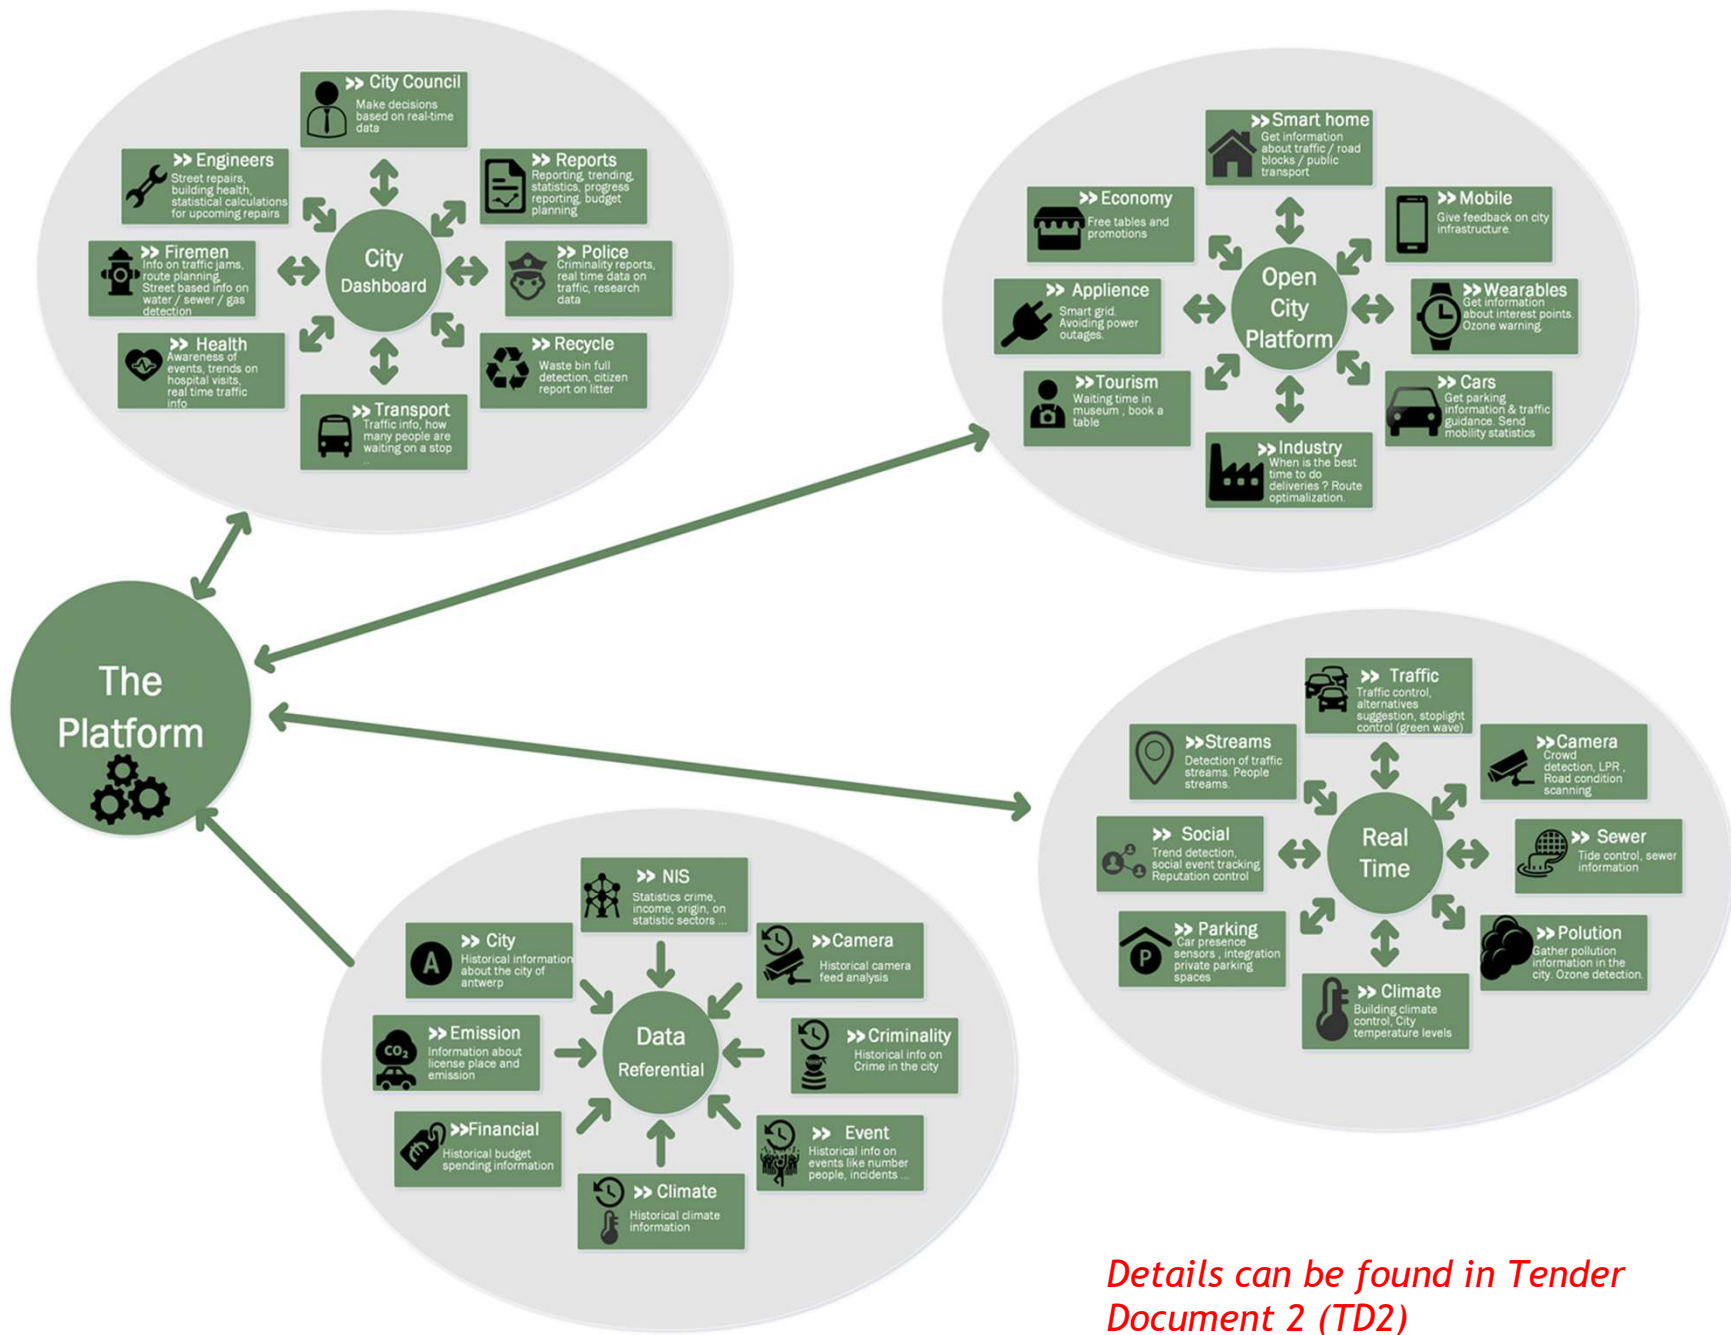 >> City Council
Make decisions
based on real-time
data
>> Engineers
Street repairs,
building health,
statistical calculations
for upcoming repairs
>> Reports
Reporting, trending,
statistics, progress
reporting, budget
planning
>> Firemen
Info on traffic jams,
route planning,
Street based info on
water / sewer / gas
detection
City
Dashboard
>> Police
Criminality reports,
real time data on
traffic, research
data
>> Health
Awareness of
events, trends on
hospital visits,
real time traffic
info
>> Recycle
Waste bin full
detection, citizen
report on litter
>> Transport
Traffic info, how
many people are
waiting on a stop
...
>>Smart home
Get information
about traffic / road
blocks / public
transport
>>Economy
Free tables and
promotions
>>Mobile
Give feedback on city
infrastructure.
>> Applience
Smart grid.
Avoiding power
outages.
Open
City
Platform
>>Wearables
Get information
about interest points.
Ozone warning.
>>Tourism
Waiting time in
museum , book a
table
>> Cars
Get parking
information & traffic
guidance. Send
mobility statistics
>>Industry
When is the best
time to do
deliveries ? Route
optimalization.
The
Platform
>> Traffic
Traffic control,
alternatives
suggestion, stoplight
control (green wave)
>>Streams
Detection of traffic
streams. People
streams.
>>Camera
Crowd
detection, LPR ,
Road condition
scanning
>> Social
Trend detection,
social event tracking
Reputation control
Real
Time
>> Sewer
Tide control, sewer
information
>> Parking
Car presence
sensors , integration
private parking
spaces
P
>>Polution
Gather pollution
information in the
city. Ozone detection.
>> Climate
Building climate
control, City
temperature levels
>> NIS
Statistics crime,
income, origin, on
statistic sectors ...
>> City
Historical information
about the city of
antwerp
A
>>Camera
Historical camera
feed analysis
>>Emission
Information about
license place and
emission
CO2
Data
Referential
>>Criminality
Historical info on
Crime in the city
>>Financial
Historical budget
spending information
€
>> Event
Historical info on
events like number
people, incidents ...
>> Climate
Historical climate
information
Details can be found in Tender
Document 2 (TD2)